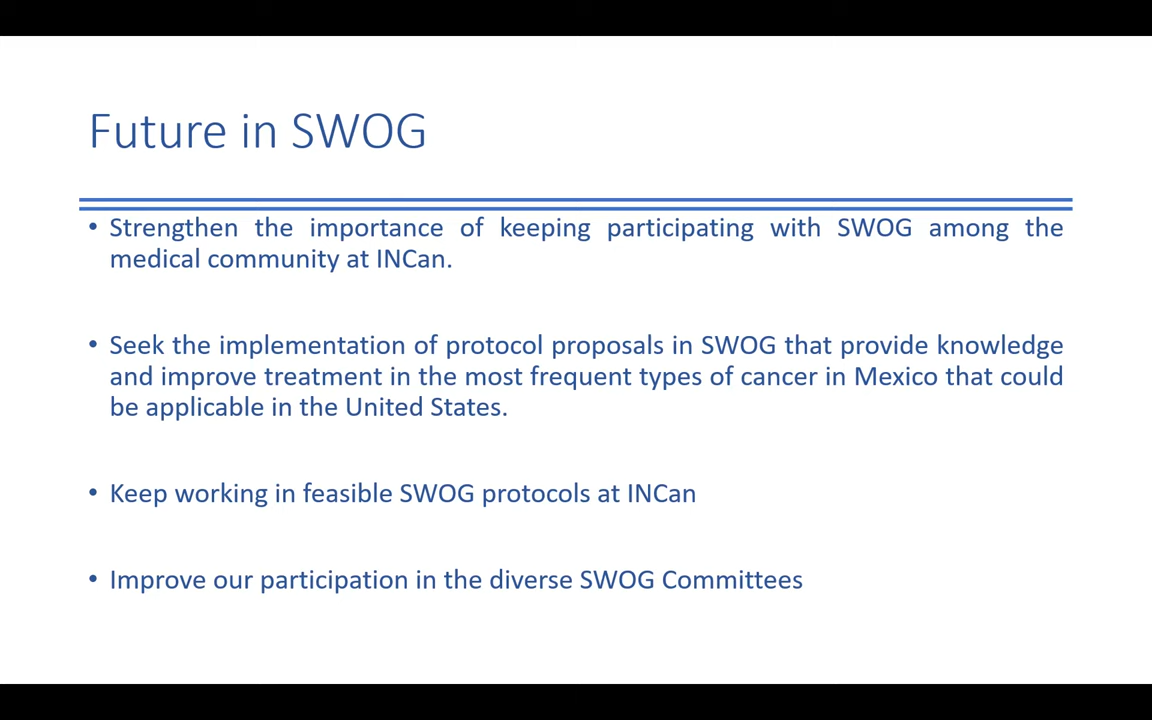 Future in SWOG
• Strengthen the importance of keeping participating with SWOG among the
medical community at INCan.
• Seek the implementation of protocol proposals in SWOG that provide knowledge
and improve treatment in the most frequent types of cancer in Mexico that could
be applicable in the United States.
• Keep working in feasible SWOG protocols at INCan
• Improve our participation in the diverse SWOG Committees